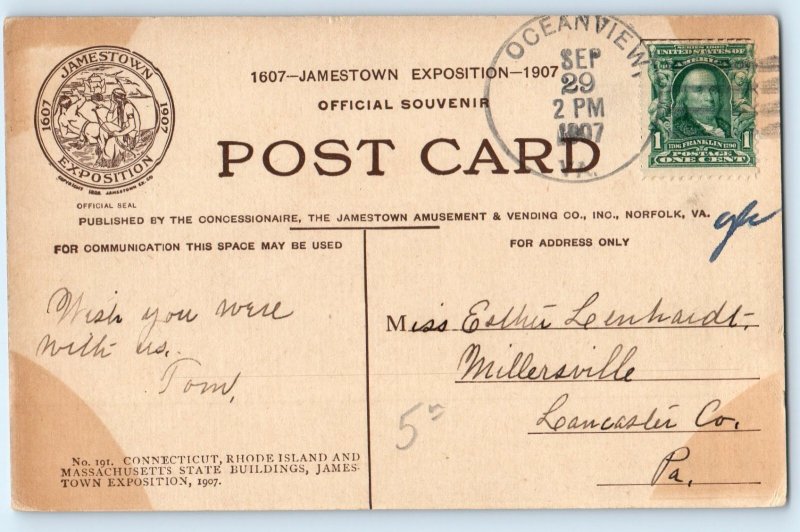 JAMESTOWN
1607 1907
EXPOSITION
COPYRIGHT 1906 JAMESTOWN EX. CO.
OFFICIAL SEAL
1607—JAMESTOWN EXPOSITION—1907
OFFICIAL SOUVENIR
POST CARD
OCEANVIEW,
SEP
29
2 PM
1907
VA.
SERIES 1902
UNITED STATES OF
AMERICA
1706 FRANKLIN 1790
1 POSTAGE 1
ONE CENT
PUBLISHED BY THE CONCESSIONAIRE, THE JAMESTOWN AMUSEMENT & VENDING CO., INC., NORFOLK, VA.
FOR COMMUNICATION THIS SPACE MAY BE USED
FOR ADDRESS ONLY
Wish you were
with us.
Tom,
Miss Esther Lenhardt,
Millersville
Lancaster Co.
Pa.
5
No. 191. CONNECTICUT, RHODE ISLAND AND
MASSACHUSETTS STATE BUILDINGS, JAMES-
TOWN EXPOSITION, 1907.